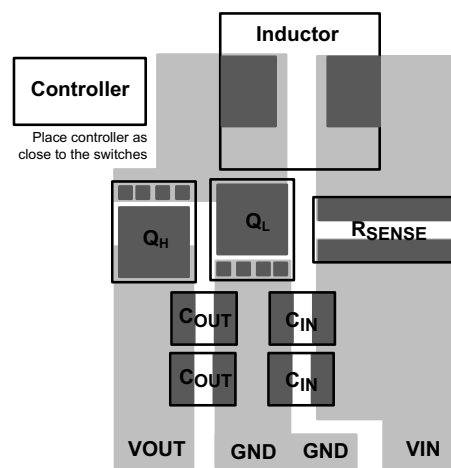 Inductor
Controller
Place controller as
close to the switches
QH
QL
RSENSE
COUT
CIN
COUT
CIN
VOUT
GND
GND
VIN